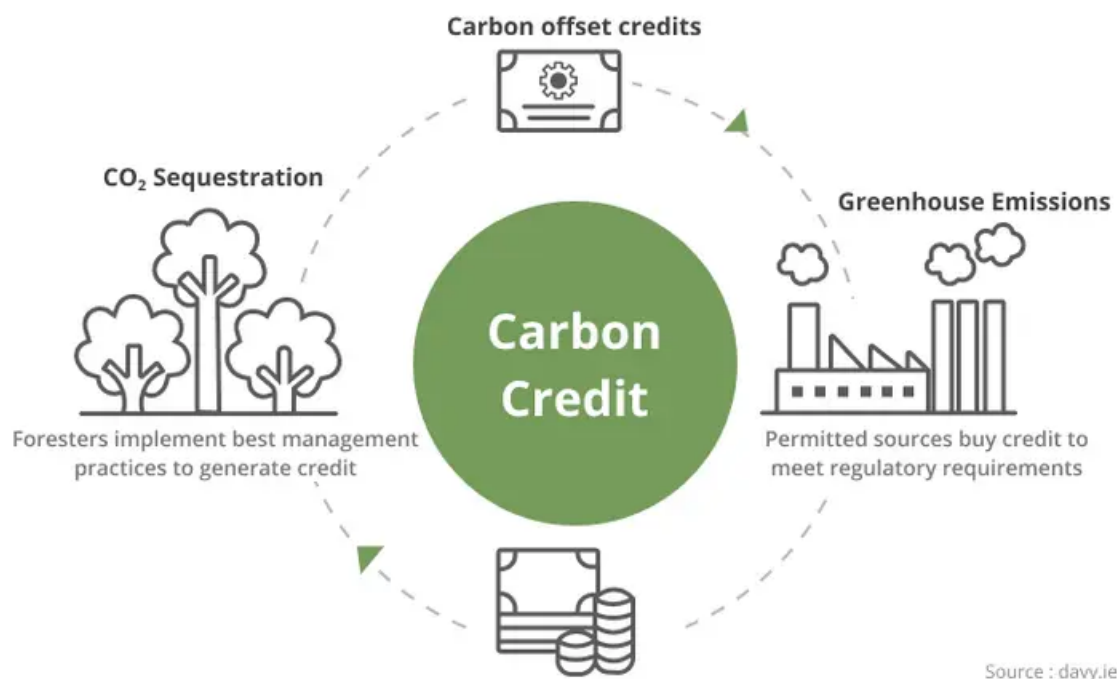 Carbon offset credits
CO₂ Sequestration
Greenhouse Emissions
Carbon
Credit
Foresters implement best management
practices to generate credit
Permitted sources buy credit to
meet regulatory requirements
Source : davy.ie